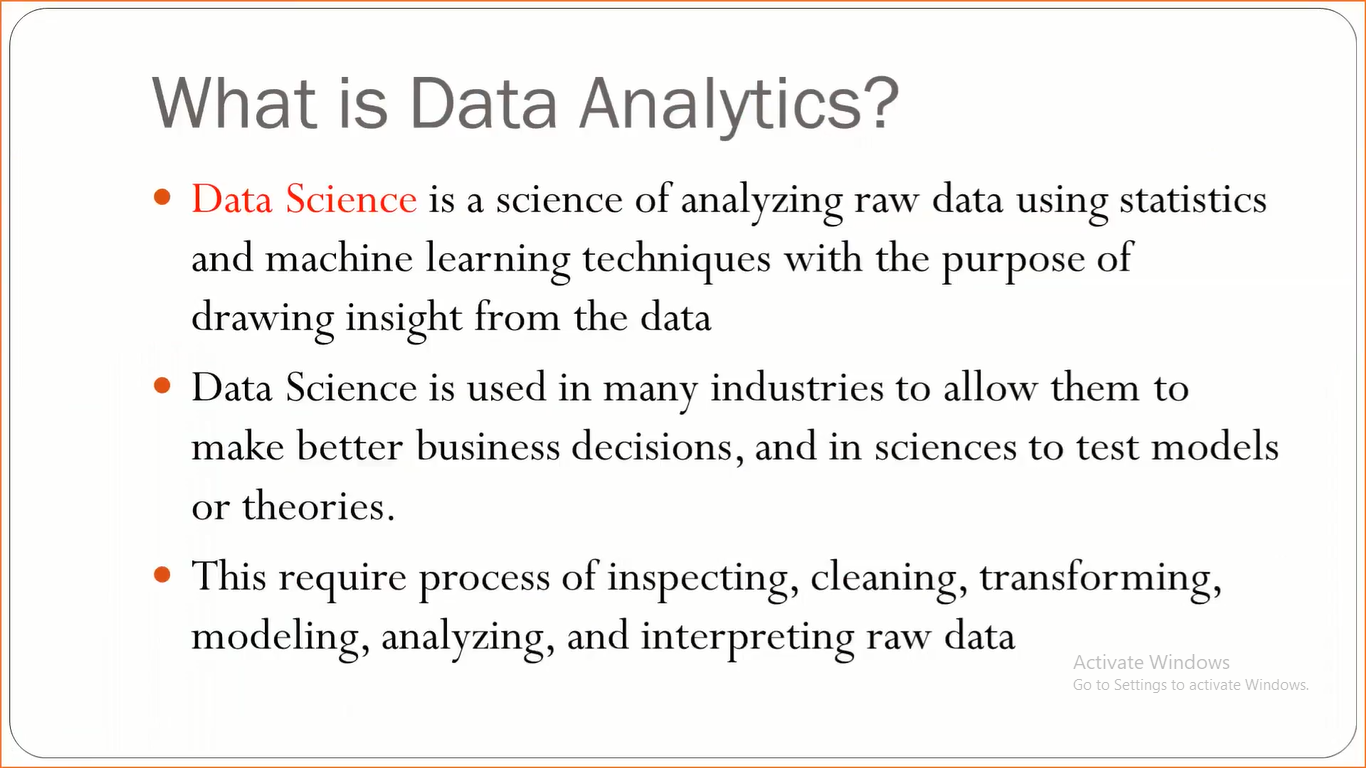 What is Data Analytics?
• Data Science is a science of analyzing raw data using statistics
and machine learning techniques with the purpose of
drawing insight from the data
• Data Science is used in many industries to allow them to
make better business decisions, and in sciences to test models
or theories.
• This require process of inspecting, cleaning, transforming,
modeling, analyzing, and interpreting raw data
Activate Windows
Go to Settings to activate Windows.